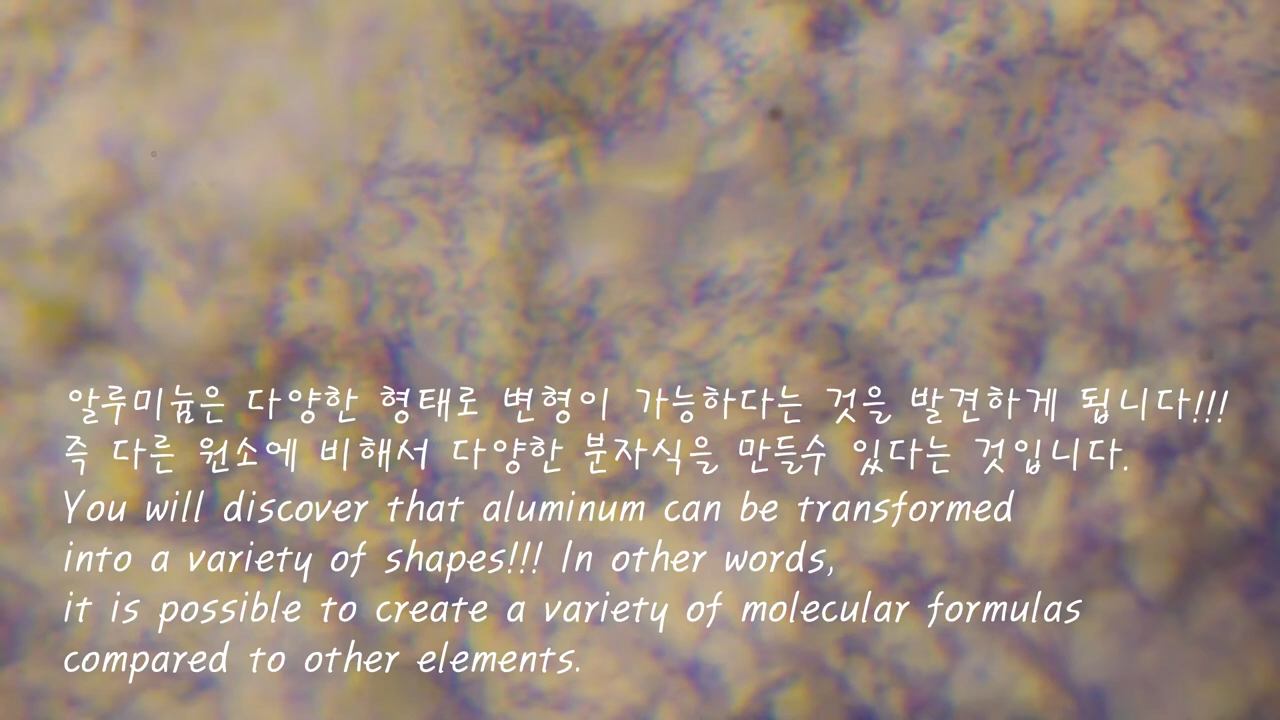 알루미늄은 다양한 형태로 변형이 가능하다는 것을 발견하게 됩니다!!!
즉 다른 원소에 비해서 다양한 분자식을 만들수 있다는 것입니다.
You will discover that aluminum can be transformed
into a variety of shapes!!! In other words,
it is possible to create a variety of molecular formulas
compared to other elements.